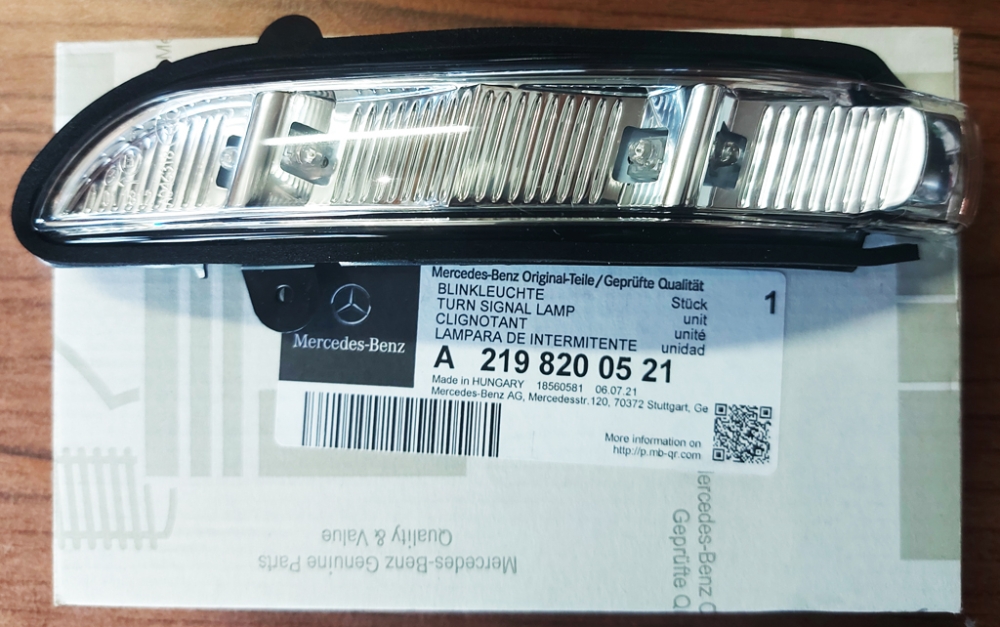 Mercedes-Benz
Mercedes-Benz Original-Teile/Geprüfte Qualität
BLINKLEUCHTE
TURN SIGNAL LAMP
CLIGNOTANT
LAMPARA DE INTERMITENTE
Stück
unit
unité
unidad
1
A 219 820 05 21
Made in HUNGARY 18560581 06.07.21
Mercedes-Benz AG, Mercedesstr.120, 70372 Stuttgart, Ge
More information on
http://p.mb-qr.com
Mercedes-Benz Genuine Parts
Quality & Value
ercedes-Benz
Geprüfte Q